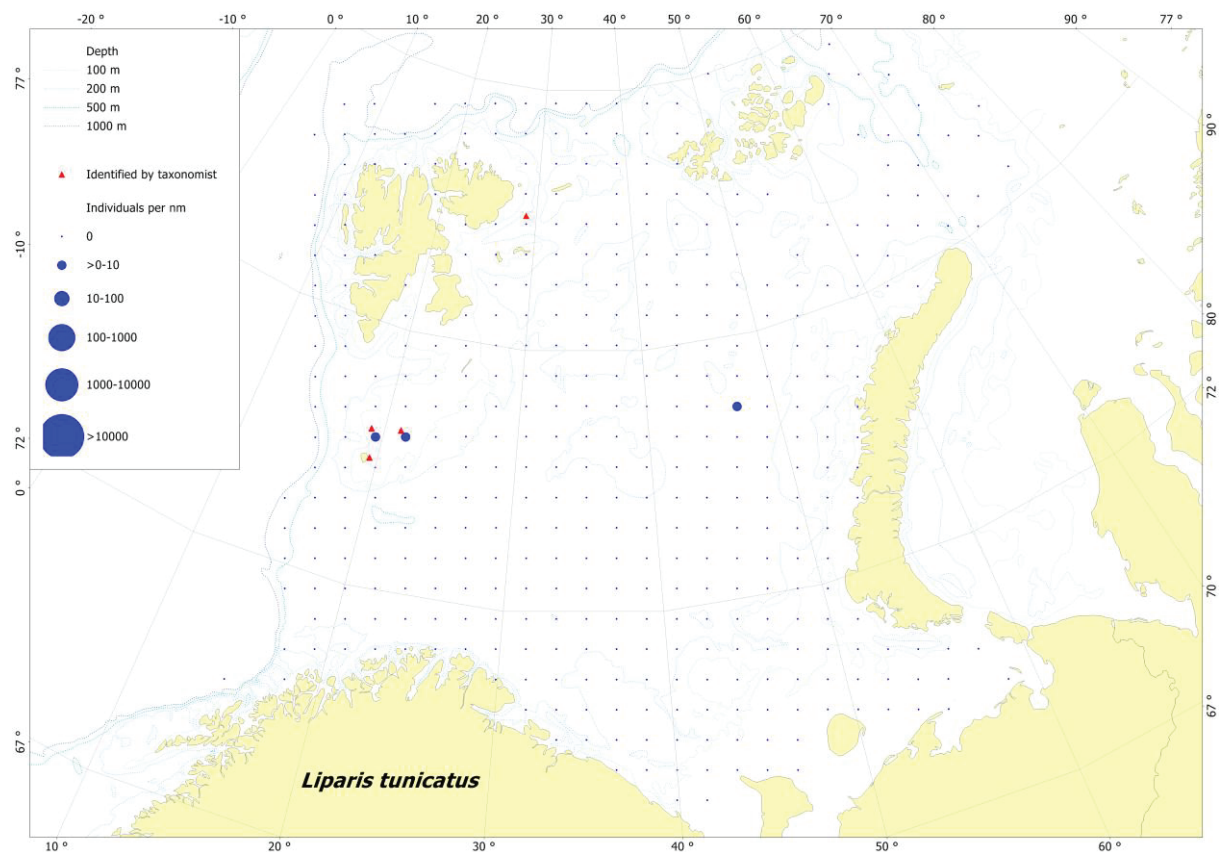 -20 ° -10 ° 0 ° 10 ° 20 ° 30 ° 40 ° 50 ° 60 ° 70 ° 80 ° 90 ° 77 °
77 °
-10 °
72 °
0 °
67 °
Depth
100 m
200 m
500 m
1000 m
Identified by taxonomist
Individuals per nm
0
>0-10
10-100
100-1000
1000-10000
>10000
90 °
80 °
72 °
70 °
67 °
Liparis tunicatus
10 ° 20 ° 30 ° 40 ° 50 ° 60 °